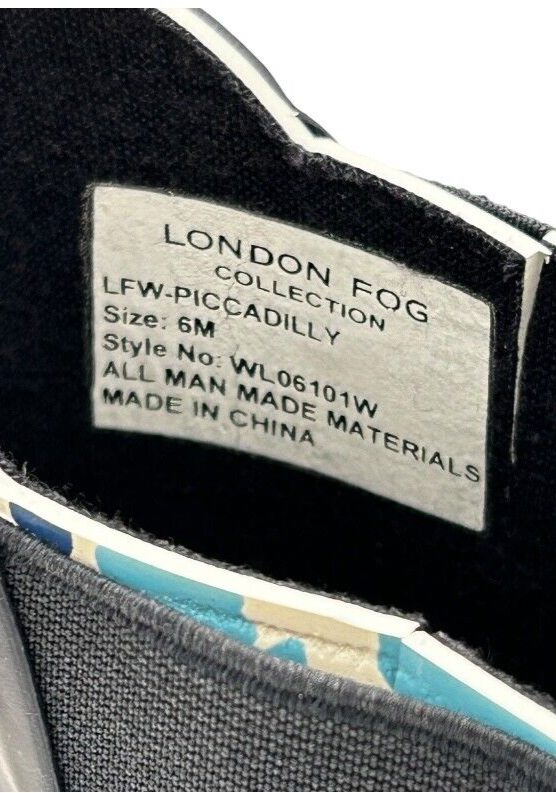 LONDON FOG
COLLECTION
LFW-PICCADILLY
Size: 6M
Style No: WL06101W
ALL MAN MADE MATERIALS
MADE IN CHINA